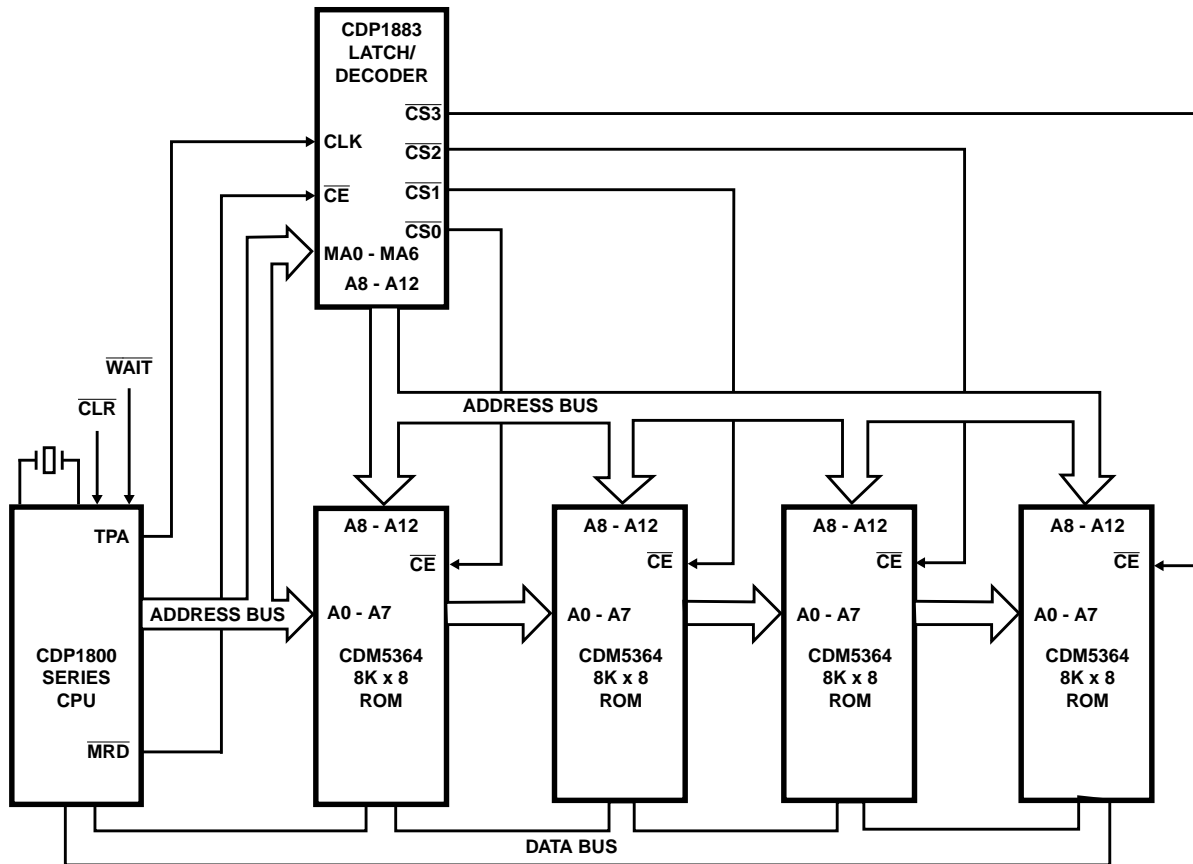 CDP1883
LATCH/
DECODER
CS3
CLK
CS2
CE
CS1
CS0
MA0 - MA6
A8 - A12
WAIT
CLR
ADDRESS BUS
TPA
ADDRESS BUS
CDP1800
SERIES
CPU
MRD
A8 - A12
CE
A0 - A7
CDM5364
8K x 8
ROM
A8 - A12
CE
A0 - A7
CDM5364
8K x 8
ROM
A8 - A12
CE
A0 - A7
CDM5364
8K x 8
ROM
A8 - A12
CE
A0 - A7
CDM5364
8K x 8
ROM
DATA BUS